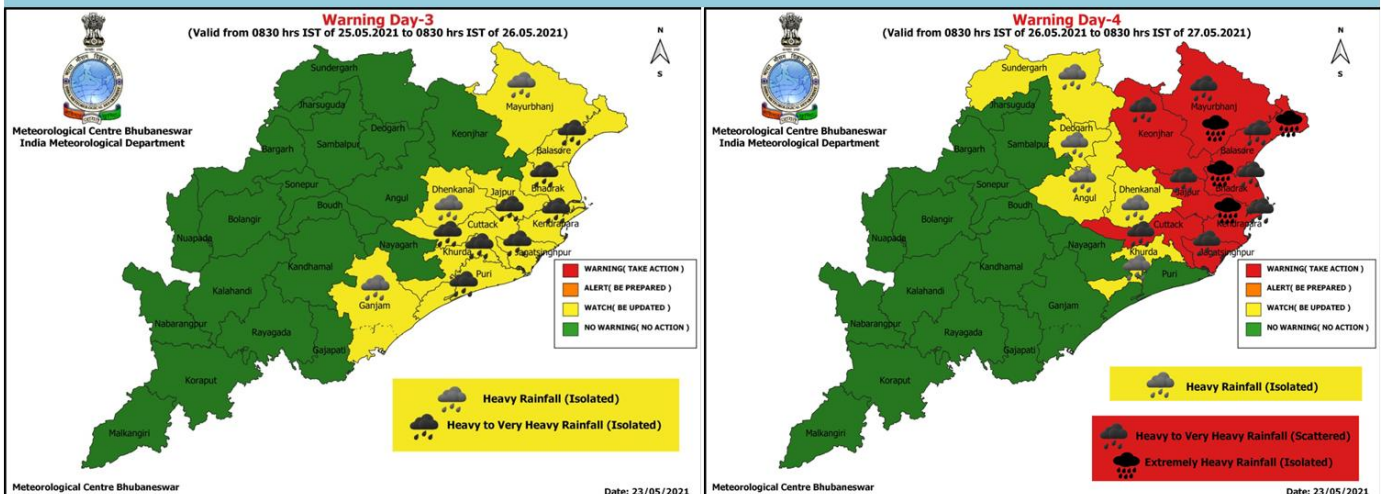 Warning Day-3
(Valid from 0830 hrs IST of 25.05.2021 to 0830 hrs IST of 26.05.2021)
N
S
Meteorological Centre Bhubaneswar
India Meteorological Department
Sundergarh
Mayurbhanj
Jharsuguda
Deogarh
Keonjhar
Bargarh
Sambalpur
Balasore
Sonepur
Dhenkanal
Jajpur
Bhadrak
Bolangir
Boudh
Angul
Kendrapara
Nuapada
Cuttack
Nayagarh
Khurda
Jagatsinghpur
Kandhamal
Puri
Kalahandi
Ganjam
Nabarangpur
Rayagada
Gajapati
Koraput
Malkangiri
WARNING( TAKE ACTION )
ALERT( BE PREPARED )
WATCH( BE UPDATED )
NO WARNING( NO ACTION )
Heavy Rainfall (Isolated)
Heavy to Very Heavy Rainfall (Isolated)
Meteorological Centre Bhubaneswar
Date: 23/05/2021
Warning Day-4
(Valid from 0830 hrs IST of 26.05.2021 to 0830 hrs IST of 27.05.2021)
N
S
Meteorological Centre Bhubaneswar
India Meteorological Department
Sundergarh
Mayurbhanj
Jharsuguda
Deogarh
Keonjhar
Bargarh
Sambalpur
Balasore
Sonepur
Dhenkanal
Jajpur
Bhadrak
Bolangir
Boudh
Angul
Kendrapara
Nuapada
Cuttack
Nayagarh
Khurda
Jagatsinghpur
Kandhamal
Puri
Kalahandi
Ganjam
Nabarangpur
Rayagada
Gajapati
Koraput
Malkangiri
WARNING( TAKE ACTION )
ALERT( BE PREPARED )
WATCH( BE UPDATED )
NO WARNING( NO ACTION )
Heavy Rainfall (Isolated)
Heavy to Very Heavy Rainfall (Scattered)
Extremely Heavy Rainfall (Isolated)
Meteorological Centre Bhubaneswar
Date: 23/05/2021